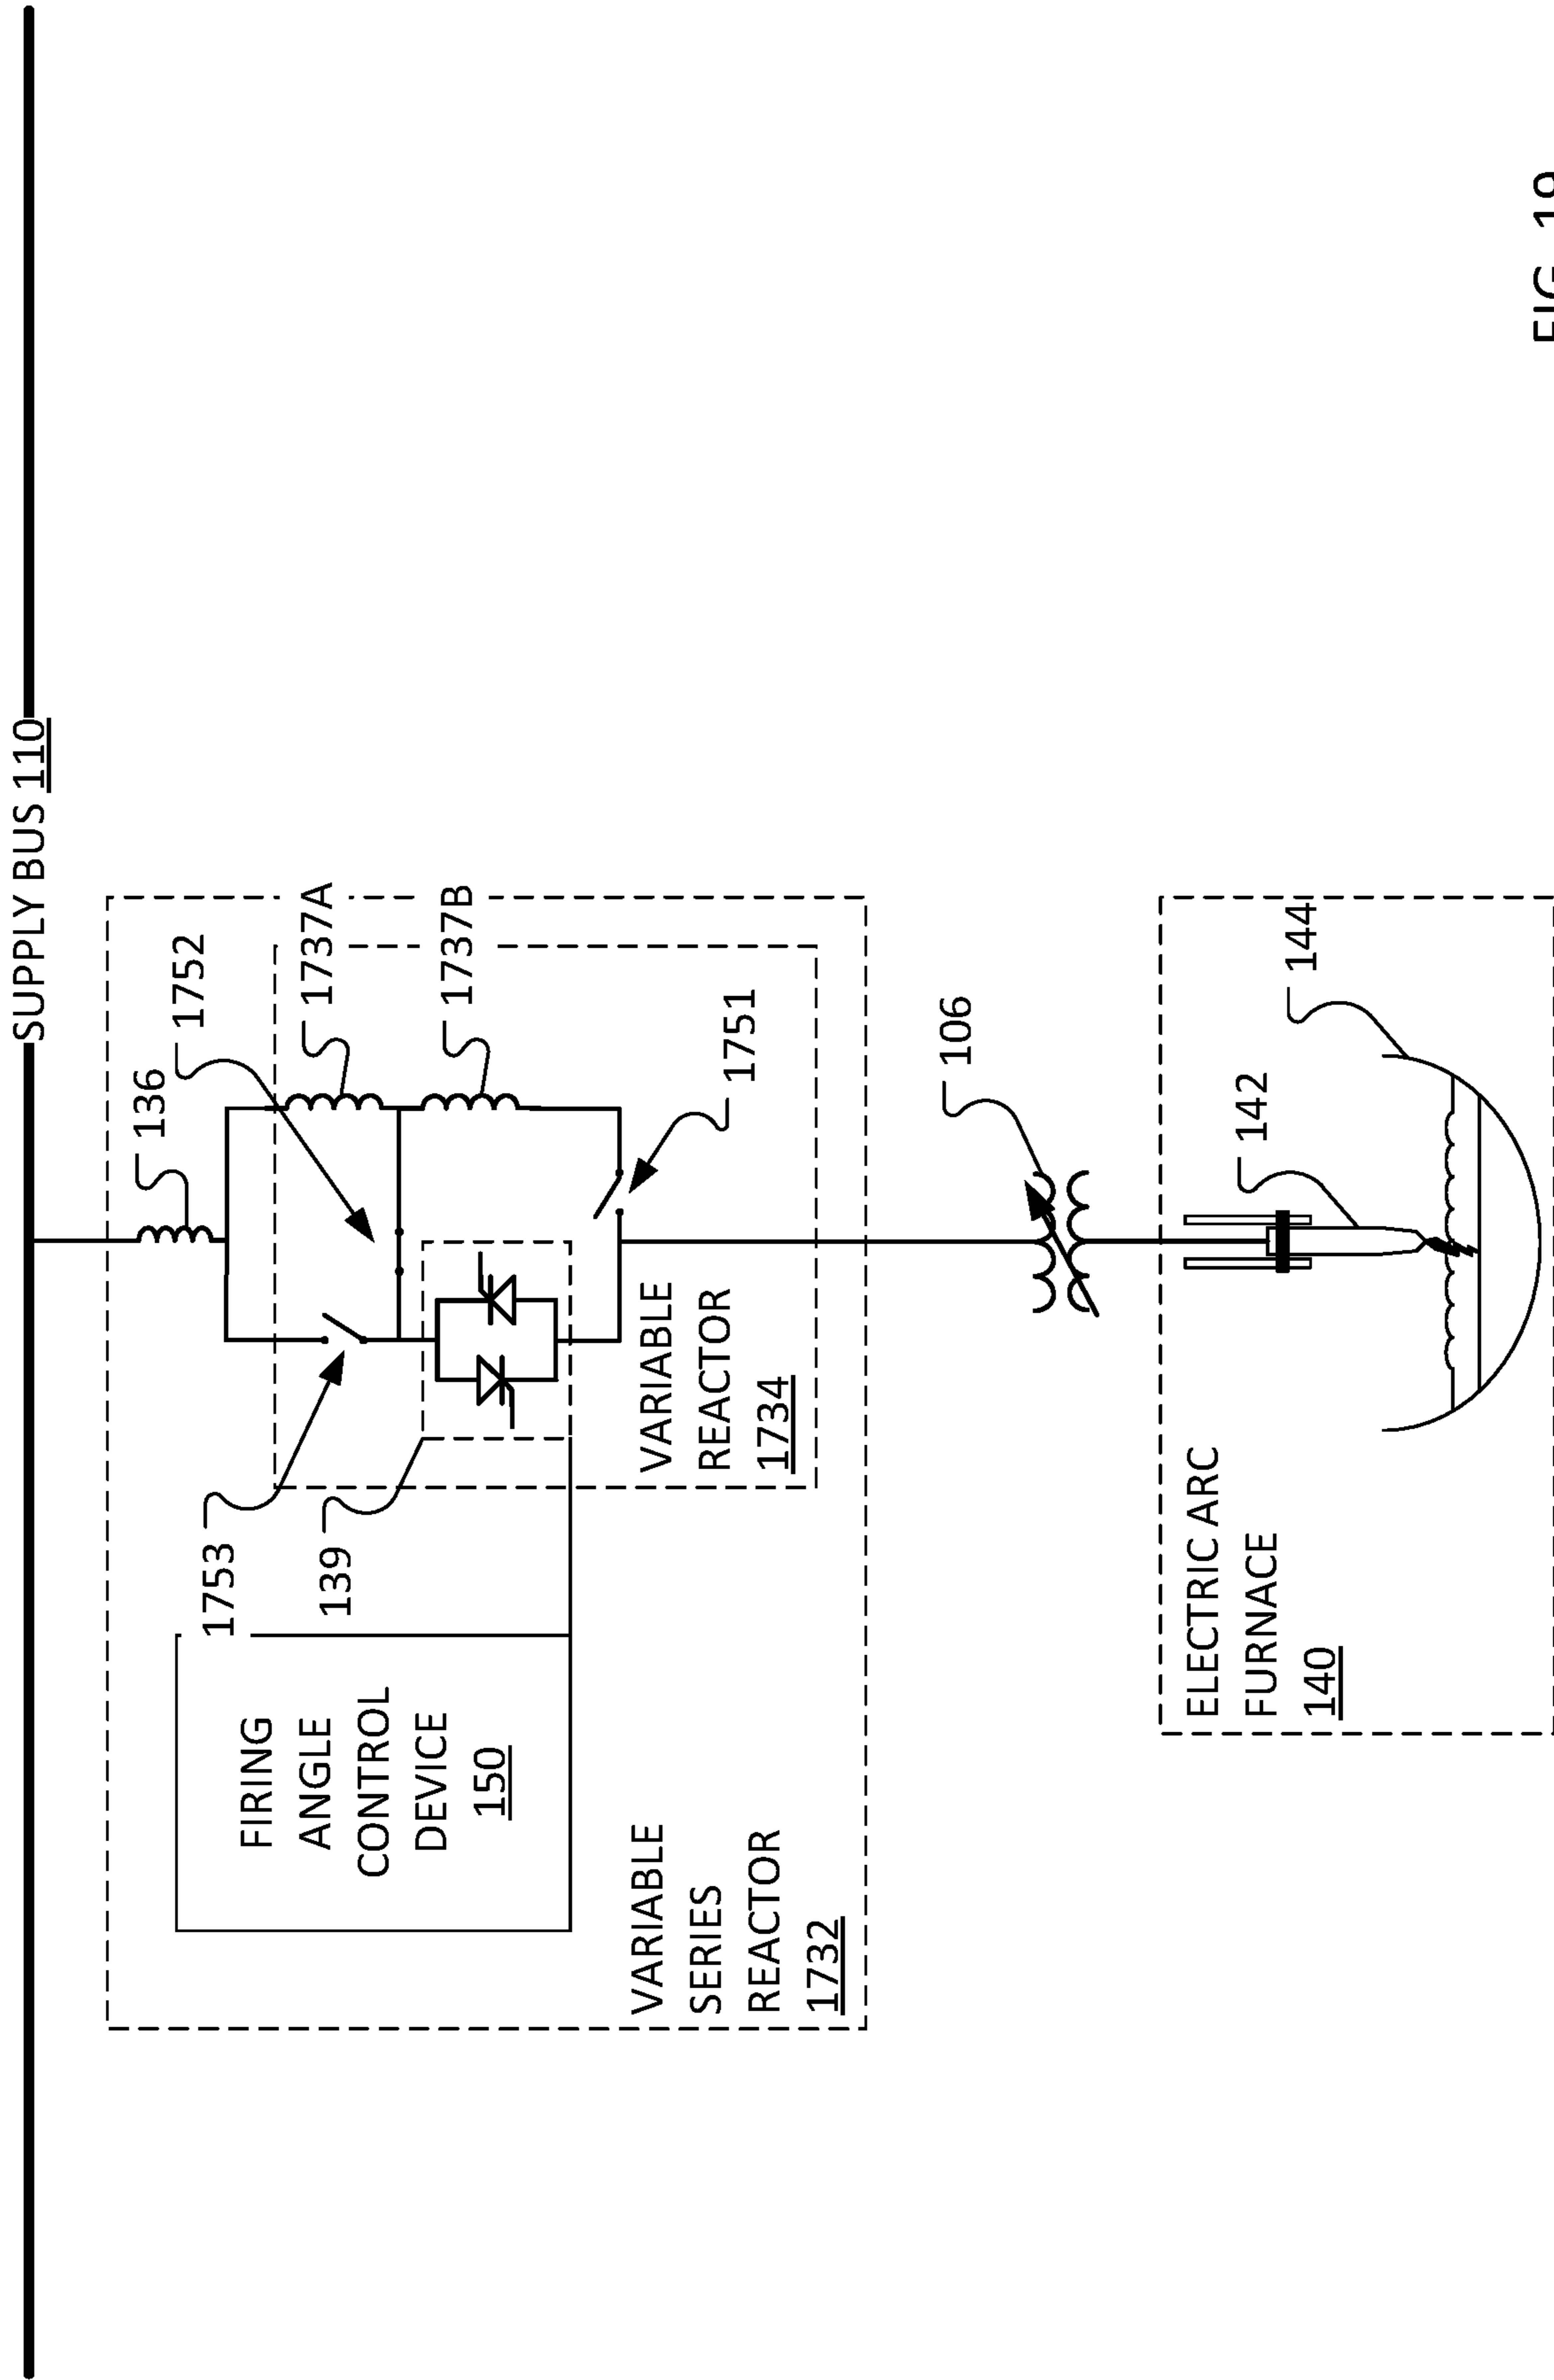 SUPPLY BUS 110
136
1752
1737A
1737B
1751
1753
139
FIRING
ANGLE
CONTROL
DEVICE
150
VARIABLE
REACTOR
1734
VARIABLE
SERIES
REACTOR
1732
106
ELECTRIC ARC
FURNACE
140
142
144
FIG.